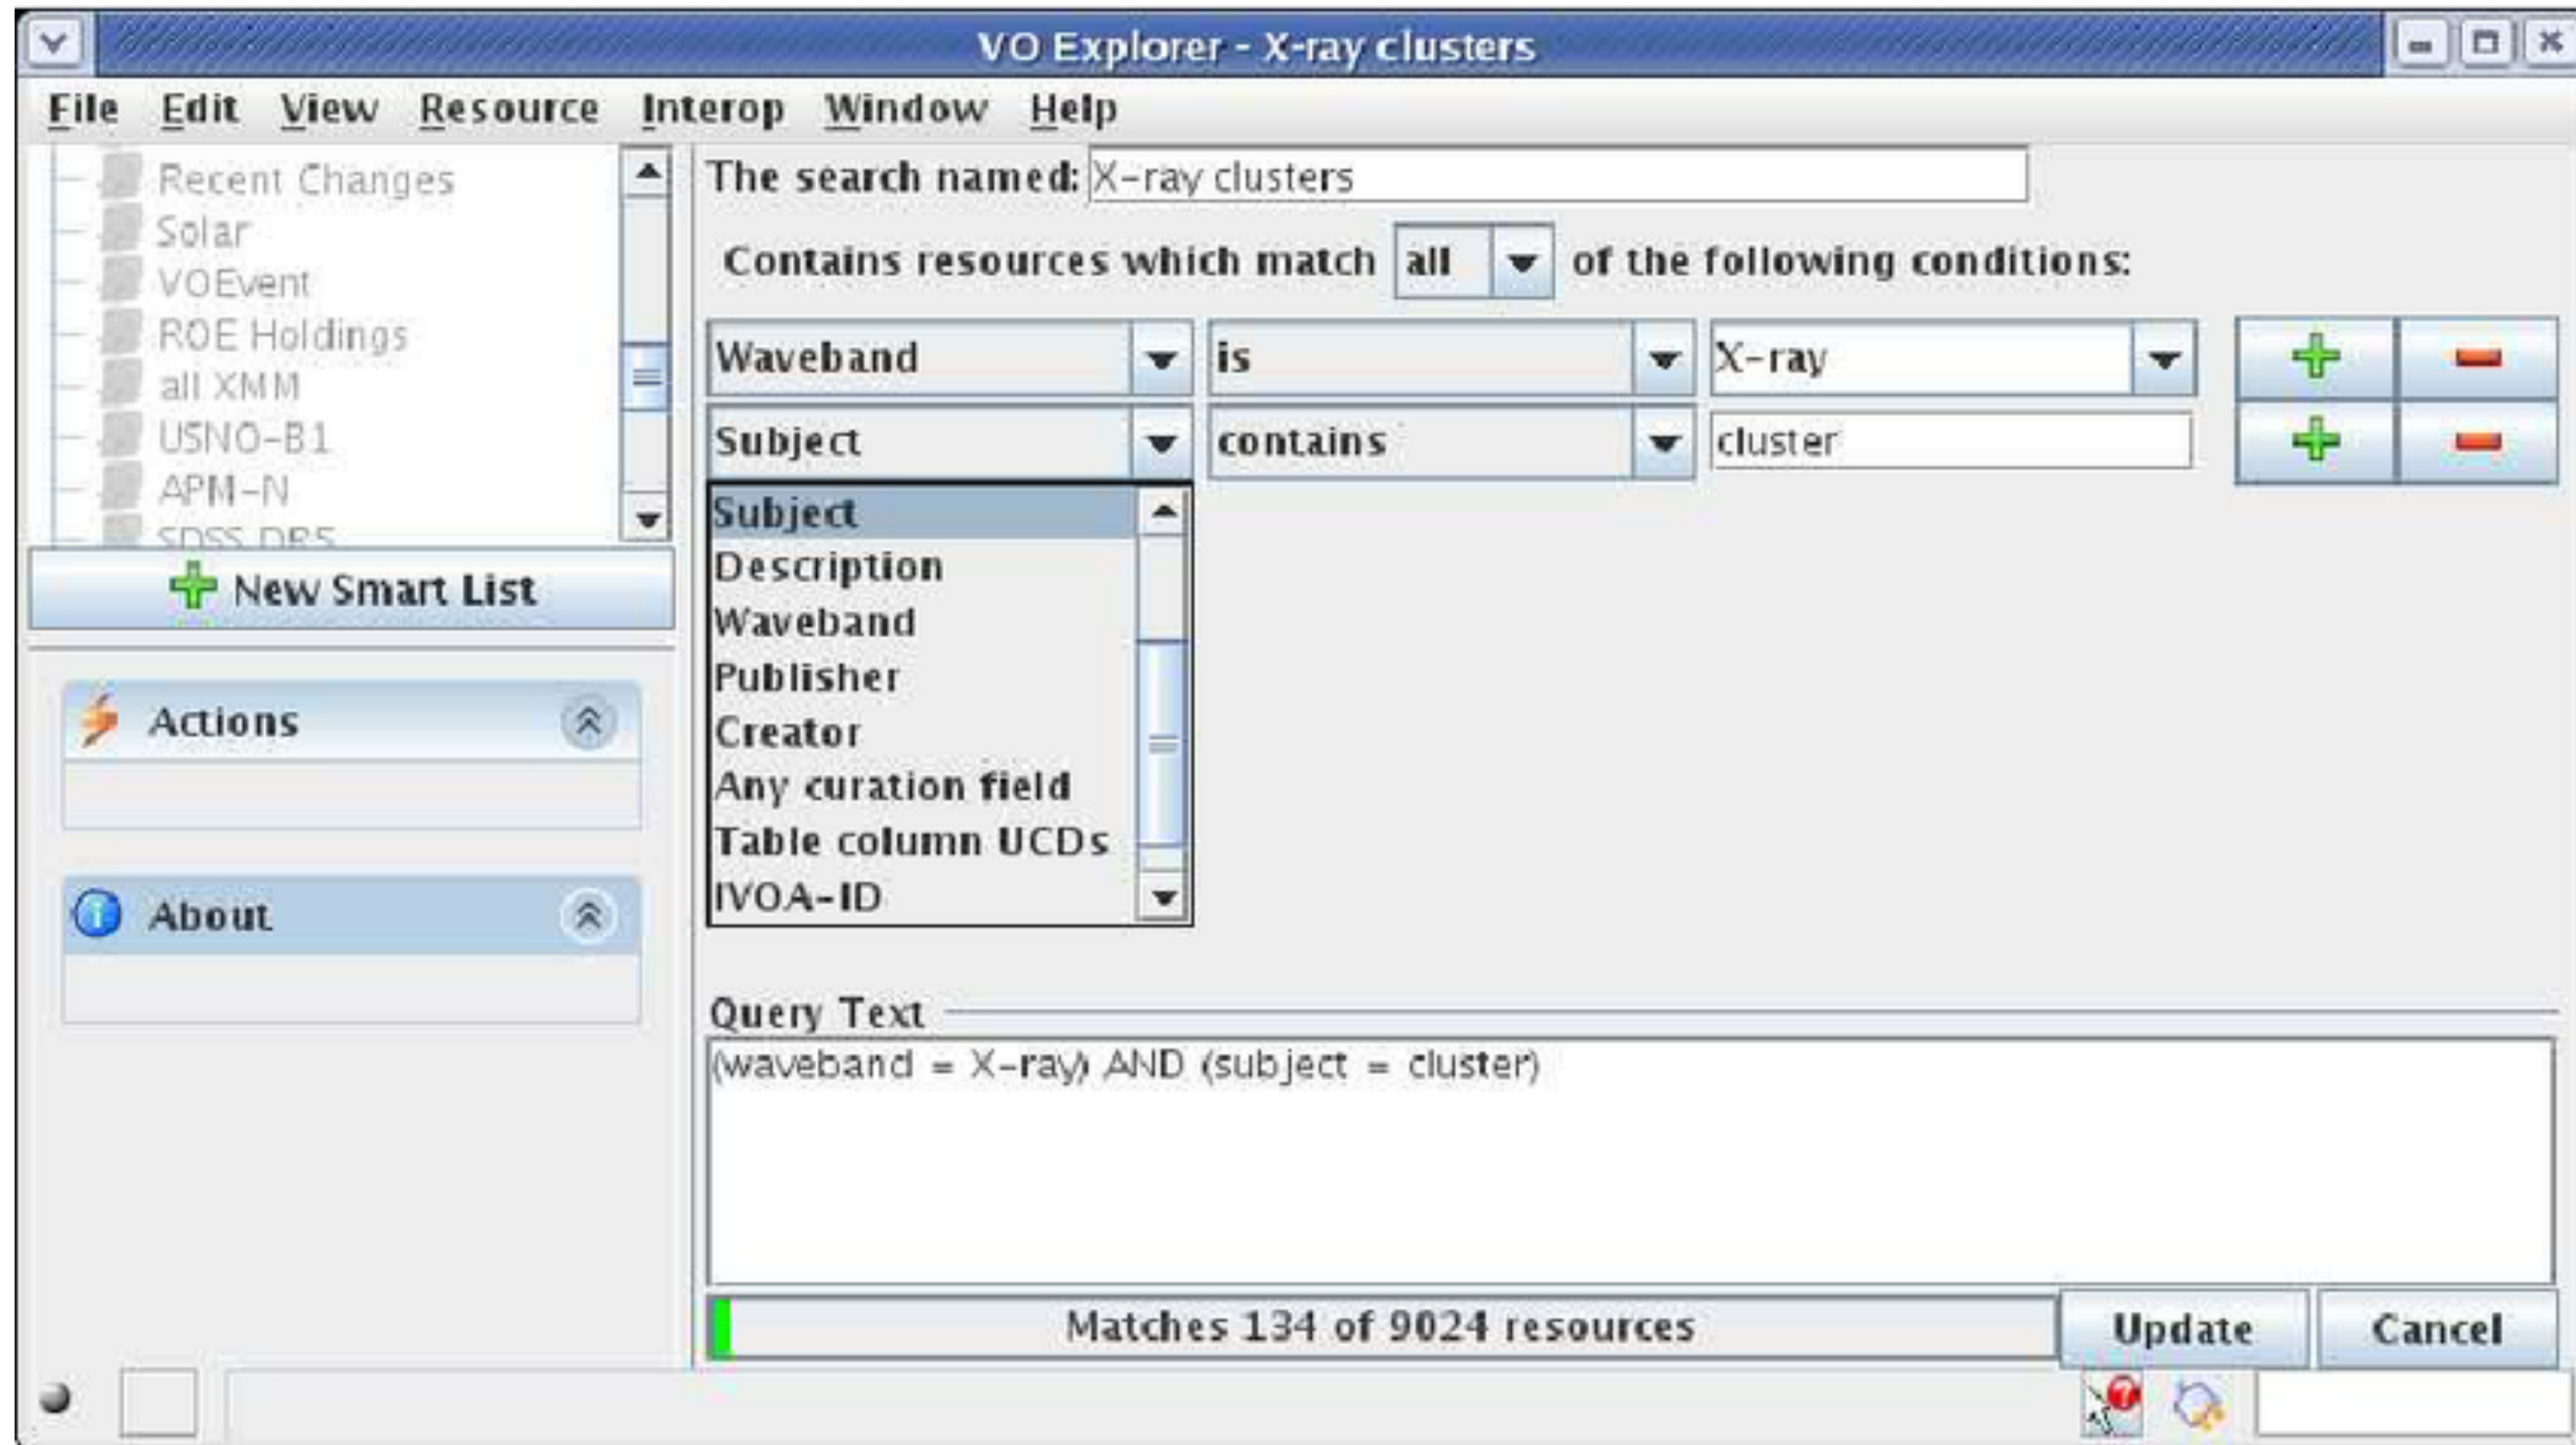 VO Explorer - X-ray clusters
File Edit View Resource Interop Window Help
Recent Changes
Solar
VOEvent
ROE Holdings
all XMM
USNO-B1
APM-N
SDSS DR5
New Smart List
Actions
About
The search named: X-ray clusters
Contains resources which match all of the following conditions:
Waveband is X-ray
Subject contains cluster
Subject
Description
Waveband
Publisher
Creator
Any curation field
Table column UCDs
IVOA-ID
Query Text
(waveband = X-ray) AND (subject = cluster)
Matches 134 of 9024 resources Update Cancel